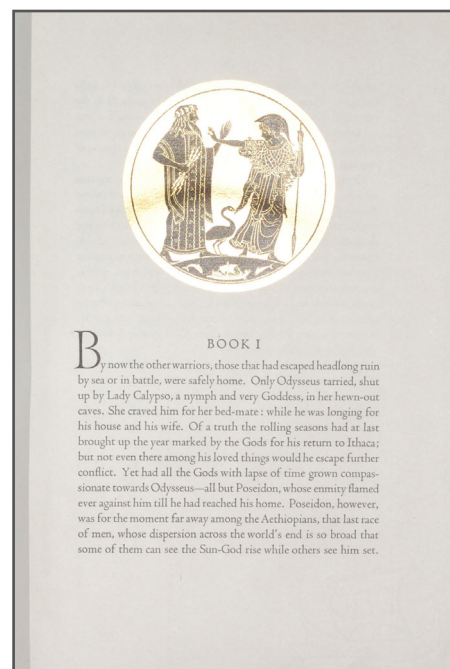 BOOK I
By now the other warriors, those that had escaped headlong ruin
by sea or in battle, were safely home. Only Odysseus tarried, shut
up by Lady Calypso, a nymph and very Goddess, in her hewn-out
caves. She craved him for her bed-mate: while he was longing for
his house and his wife. Of a truth the rolling seasons had at last
brought up the year marked by the Gods for his return to Ithaca;
but not even there among his loved things would he escape further
conflict. Yet had all the Gods with lapse of time grown compas-
sionate towards Odysseus—all but Poseidon, whose enmity flamed
ever against him till he had reached his home. Poseidon, however,
was for the moment far away among the Aethiopians, that last race
of men, whose dispersion across the world's end is so broad that
some of them can see the Sun-God rise while others see him set.